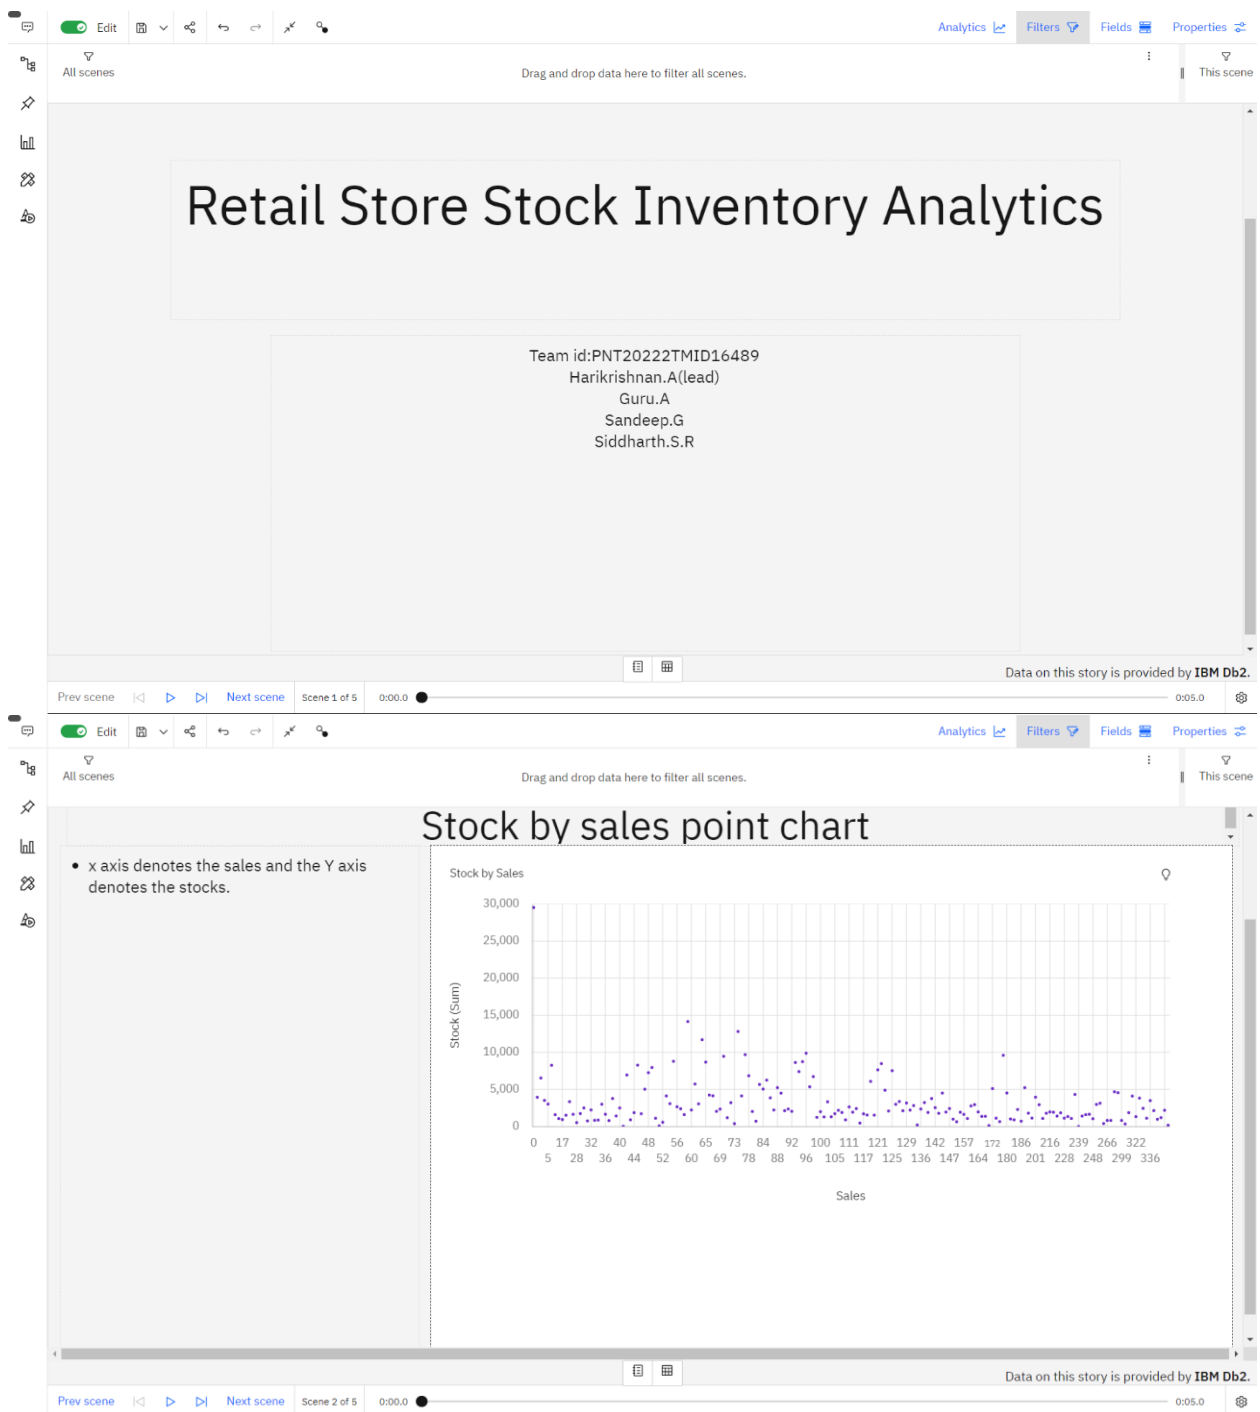 Edit
Analytics
Filters
Fields
Properties
All scenes
Drag and drop data here to filter all scenes.
This scene
Retail Store Stock Inventory Analytics
Team id:PNT20222TMID16489
Harikrishnan.A(lead)
Guru.A
Sandeep.G
Siddharth.S.R
Data on this story is provided by IBM Db2.
Prev scene
Next scene
Scene 1 of 5
0:00.0
0:05.0
Edit
Analytics
Filters
Fields
Properties
All scenes
Drag and drop data here to filter all scenes.
This scene
Stock by sales point chart
• x axis denotes the sales and the Y axis
denotes the stocks.
Stock by Sales
30,000
25,000
20,000
15,000
10,000
5,000
0
Stock (Sum)
0 17 32 40 48 56 65 73 84 92 100 111 121 129 142 157 172 186 216 239 266 322
5 28 36 44 52 60 69 78 88 96 105 117 125 136 147 164 180 201 228 248 299 336
Sales
Data on this story is provided by IBM Db2.
Prev scene
Next scene
Scene 2 of 5
0:00.0
0:05.0